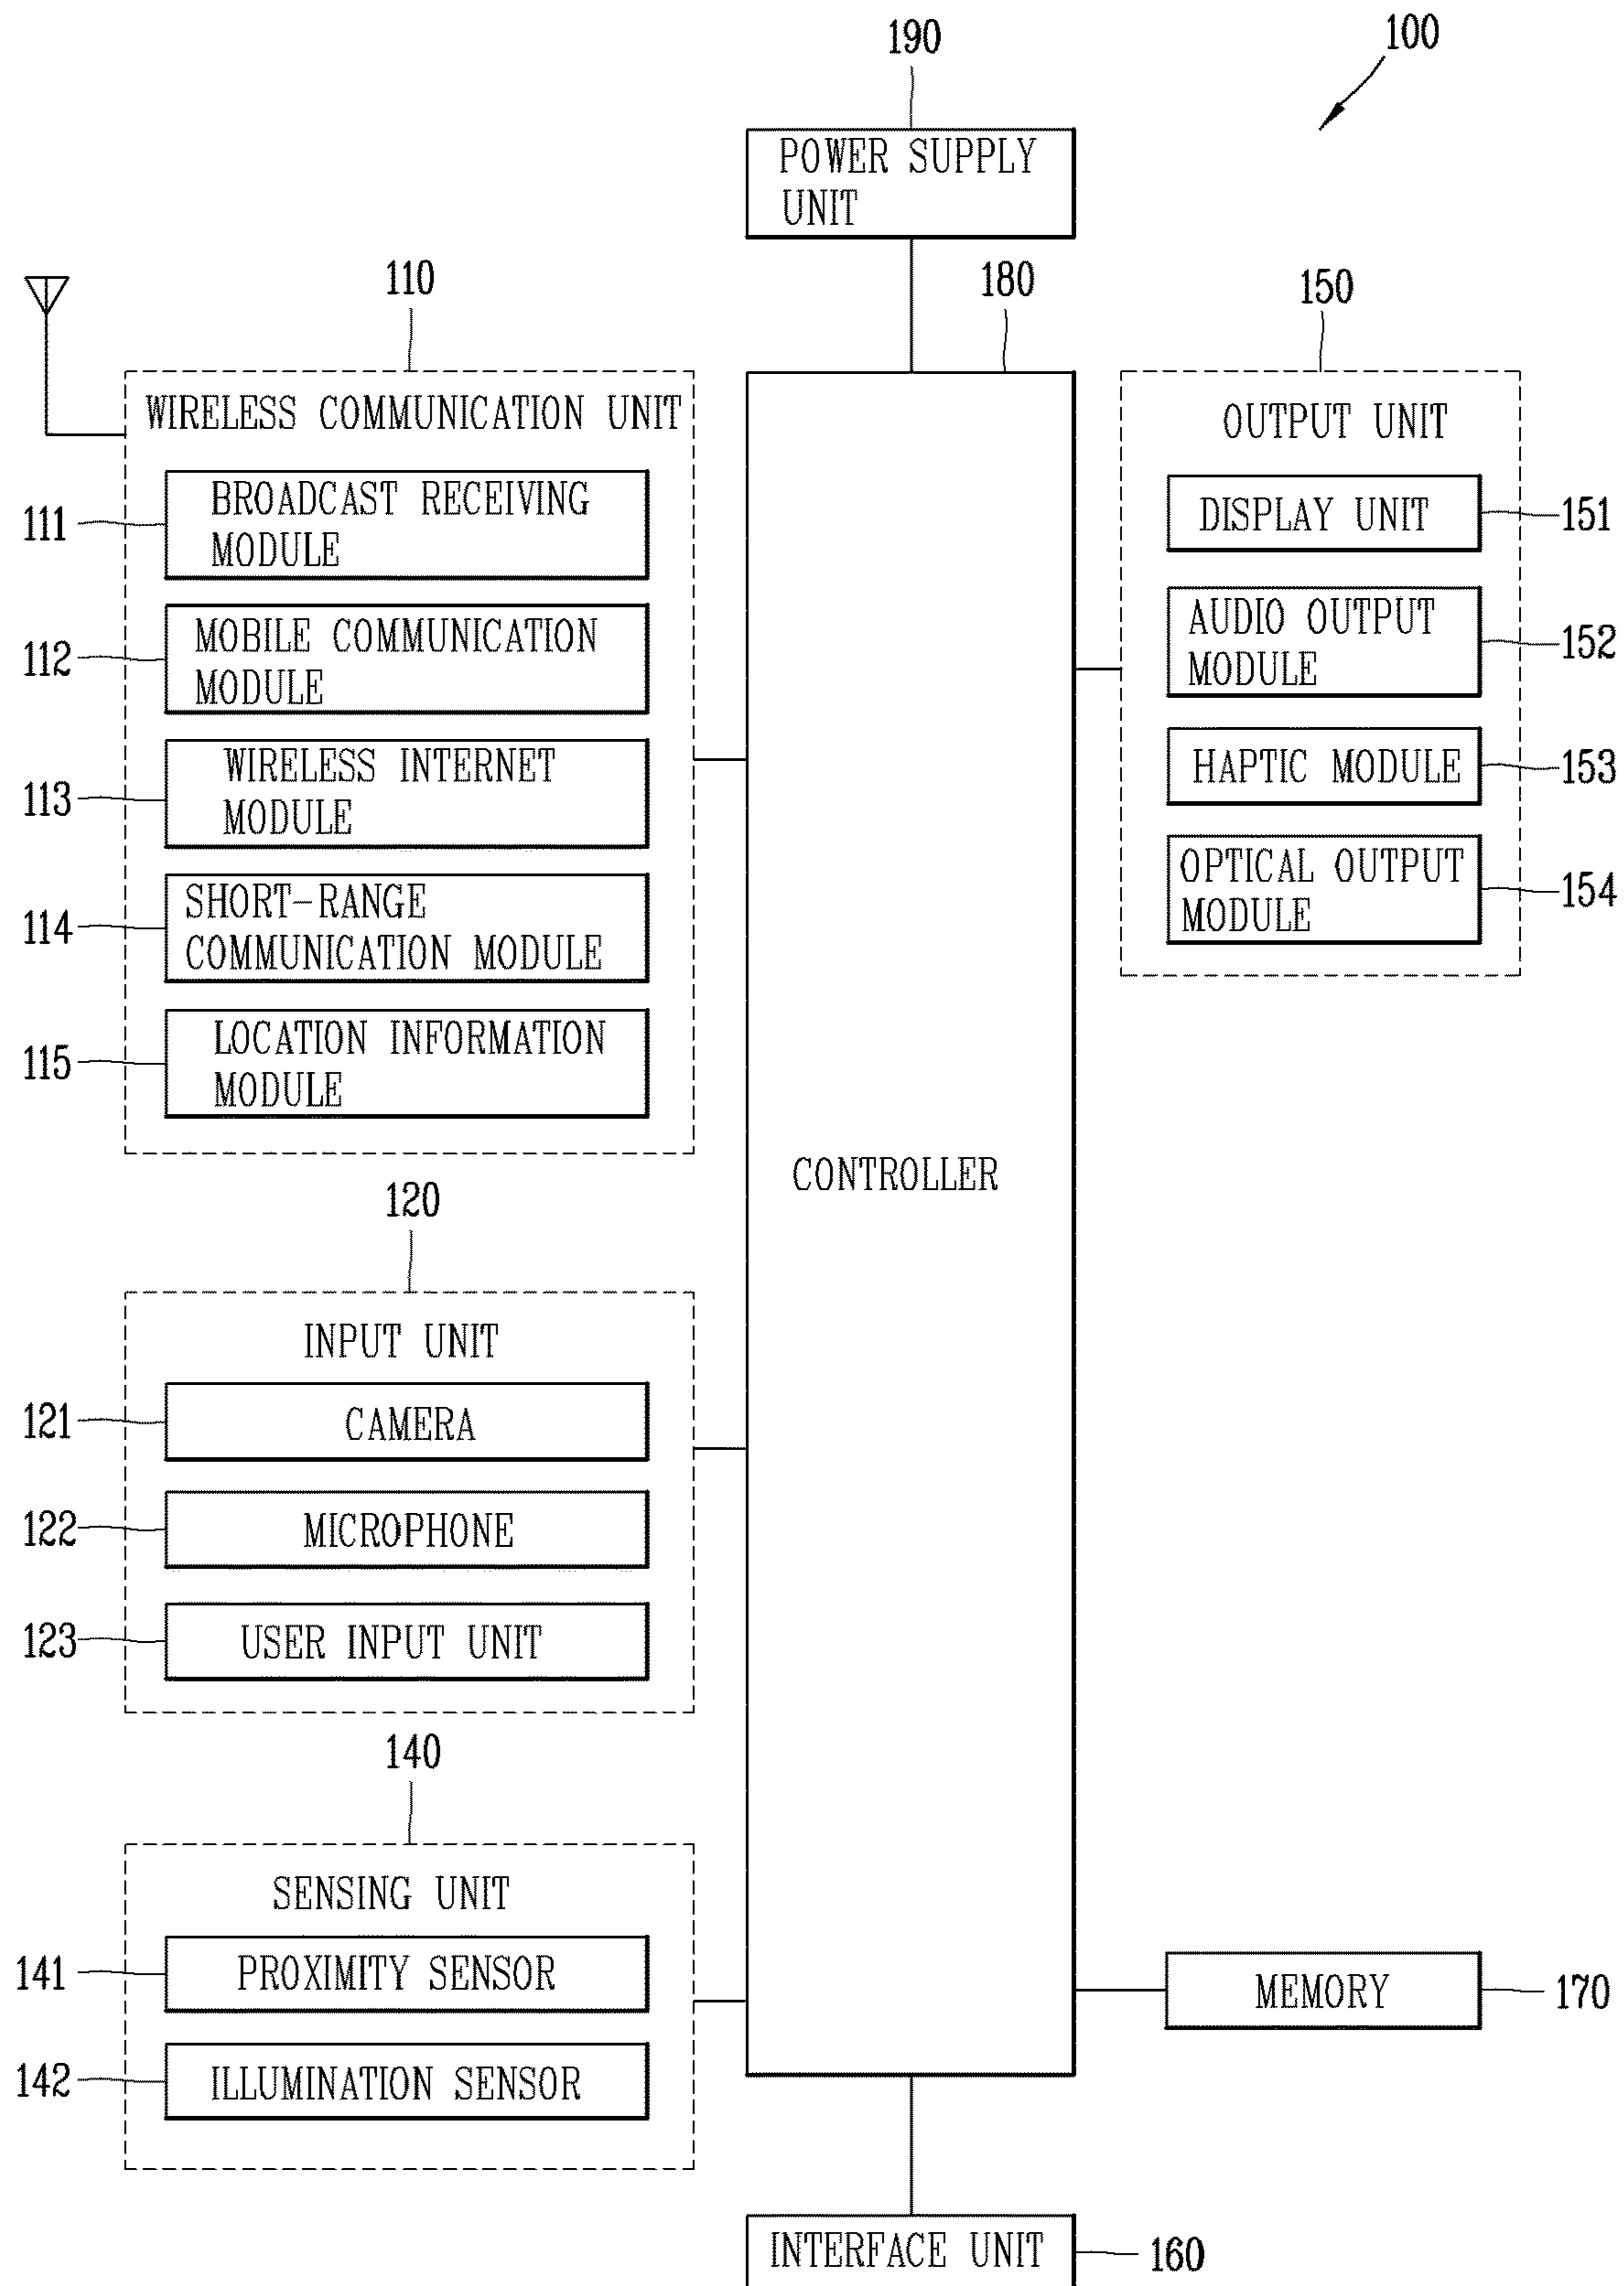 190
100
POWER SUPPLY
UNIT
110
180
150
WIRELESS COMMUNICATION UNIT
111
BROADCAST RECEIVING
MODULE
112
MOBILE COMMUNICATION
MODULE
113
WIRELESS INTERNET
MODULE
114
SHORT-RANGE
COMMUNICATION MODULE
115
LOCATION INFORMATION
MODULE
CONTROLLER
OUTPUT UNIT
DISPLAY UNIT
151
AUDIO OUTPUT
MODULE
152
HAPTIC MODULE
153
OPTICAL OUTPUT
MODULE
154
120
INPUT UNIT
121
CAMERA
122
MICROPHONE
123
USER INPUT UNIT
140
SENSING UNIT
141
PROXIMITY SENSOR
142
ILLUMINATION SENSOR
MEMORY
170
INTERFACE UNIT
160